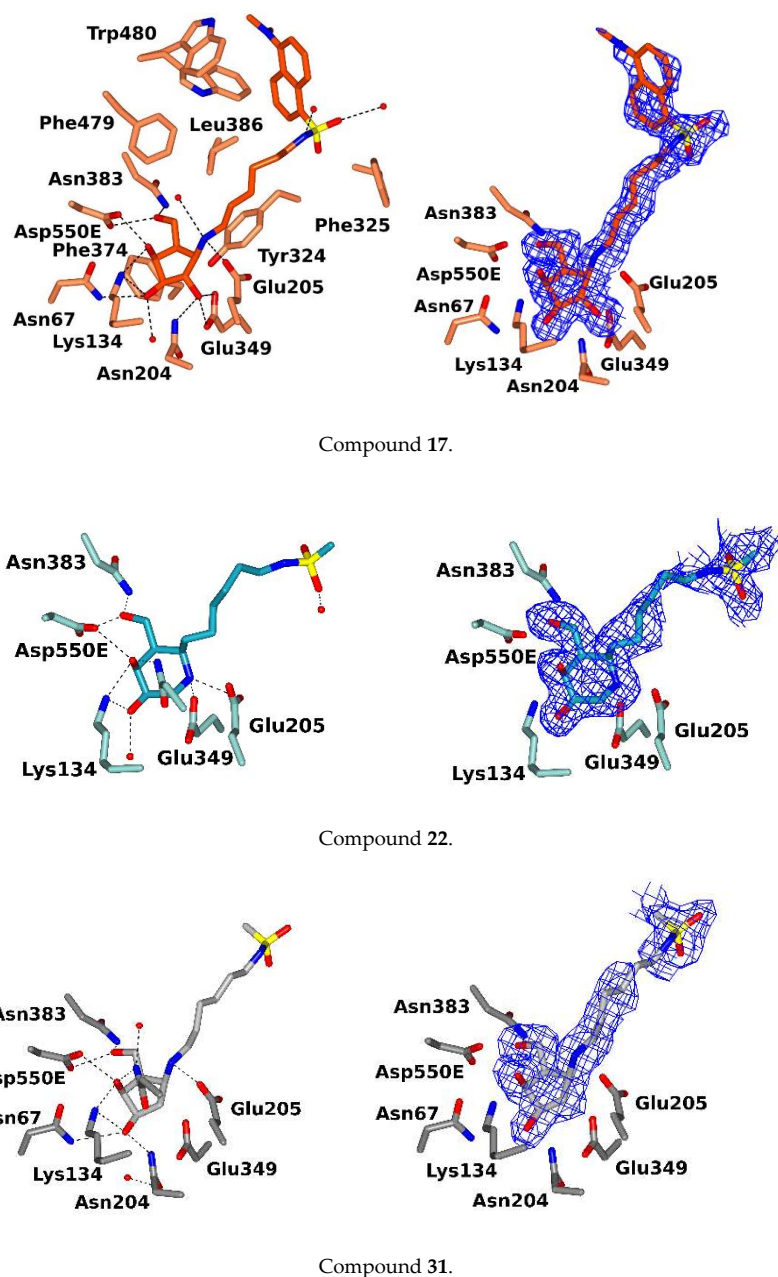 Trp480
Phe479
Leu386
Asn383
Asp550E
Phe374
Phe325
Tyr324
Glu205
Asn67
Lys134
Glu349
Asn204
Asn383
Asp550E
Asn67
Glu205
Lys134
Glu349
Asn204
Compound 17.
Asn383
Asp550E
Glu205
Glu349
Lys134
Asn383
Asp550E
Glu205
Glu349
Lys134
Compound 22.
Asn383
sp550E
sn67
Glu205
Glu349
Lys134
Asn204
Asn383
Asp550E
Asn67
Glu205
Lys134
Glu349
Asn204
Compound 31.